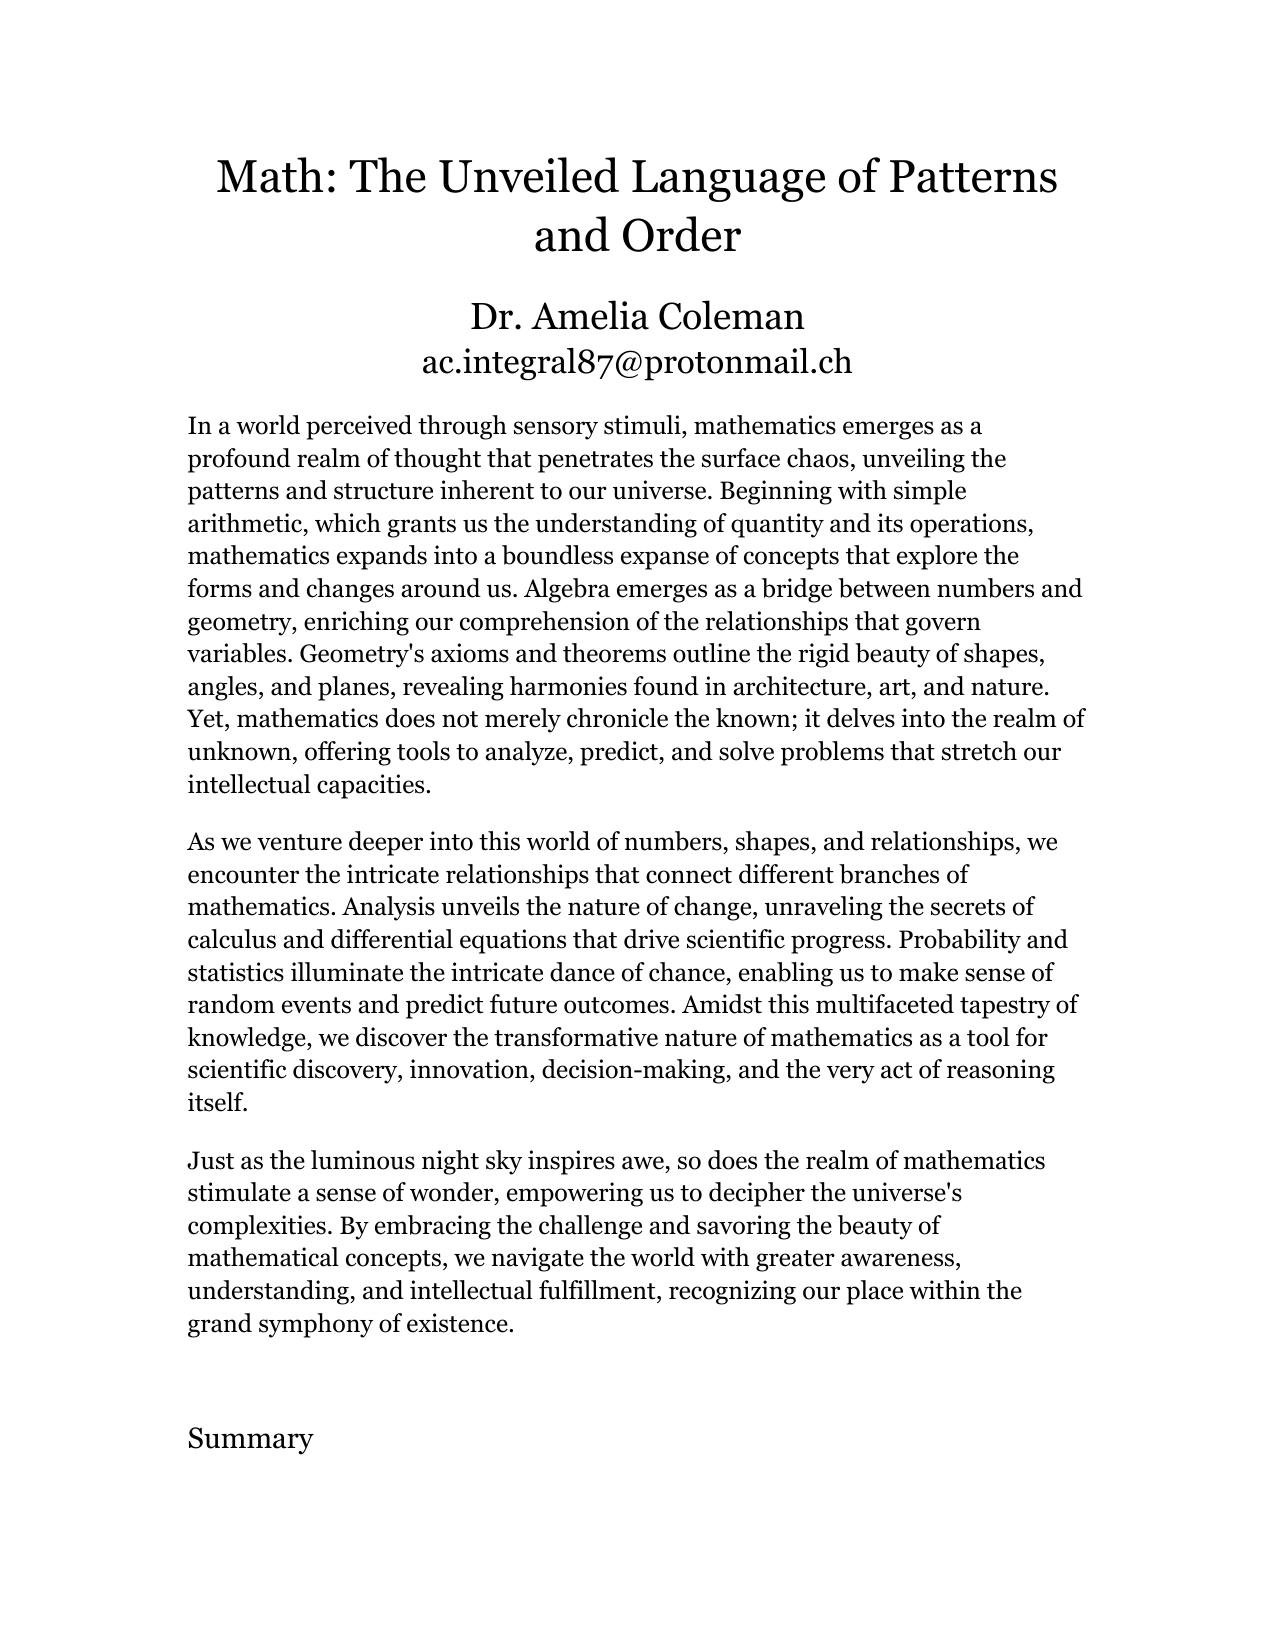 Math: The Unveiled Language of Patterns
and Order
Dr. Amelia Coleman
ac.integral87@protonmail.ch
In a world perceived through sensory stimuli, mathematics emerges as a
profound realm of thought that penetrates the surface chaos, unveiling the
patterns and structure inherent to our universe. Beginning with simple
arithmetic, which grants us the understanding of quantity and its operations,
mathematics expands into a boundless expanse of concepts that explore the
forms and changes around us. Algebra emerges as a bridge between numbers and
geometry, enriching our comprehension of the relationships that govern
variables. Geometry's axioms and theorems outline the rigid beauty of shapes,
angles, and planes, revealing harmonies found in architecture, art, and nature.
Yet, mathematics does not merely chronicle the known; it delves into the realm of
unknown, offering tools to analyze, predict, and solve problems that stretch our
intellectual capacities.
As we venture deeper into this world of numbers, shapes, and relationships, we
encounter the intricate relationships that connect different branches of
mathematics. Analysis unveils the nature of change, unraveling the secrets of
calculus and differential equations that drive scientific progress. Probability and
statistics illuminate the intricate dance of chance, enabling us to make sense of
random events and predict future outcomes. Amidst this multifaceted tapestry of
knowledge, we discover the transformative nature of mathematics as a tool for
scientific discovery, innovation, decision-making, and the very act of reasoning
itself.
Just as the luminous night sky inspires awe, so does the realm of mathematics
stimulate a sense of wonder, empowering us to decipher the universe's
complexities. By embracing the challenge and savoring the beauty of
mathematical concepts, we navigate the world with greater awareness,
understanding, and intellectual fulfillment, recognizing our place within the
grand symphony of existence.
Summary